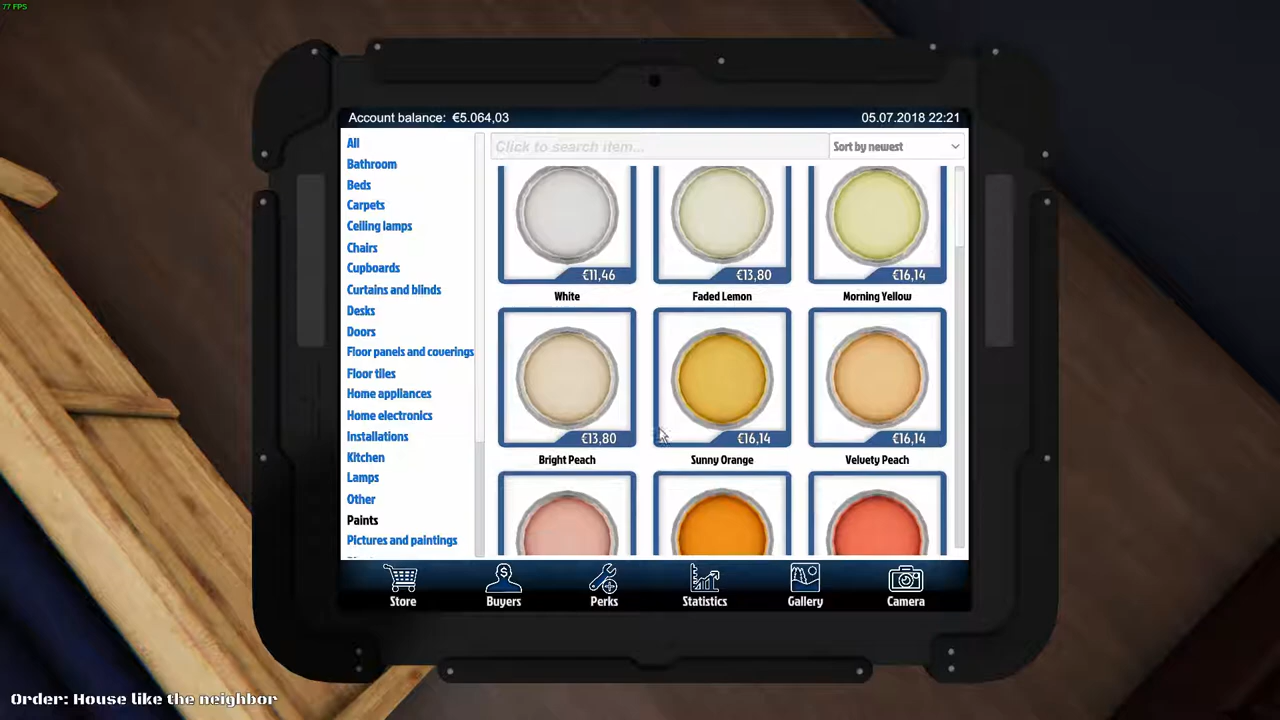 77 FPS
Account balance: €5.064,03
05.07.2018 22:21
All
Bathroom
Beds
Carpets
Ceiling lamps
Chairs
Cupboards
Curtains and blinds
Desks
Doors
Floor panels and coverings
Floor tiles
Home appliances
Home electronics
Installations
Kitchen
Lamps
Other
Paints
Pictures and paintings
Click to search item...
Sort by newest
€11,46
€13,80
€16,14
White
Faded Lemon
Morning Yellow
€13,80
€16,14
€16,14
Bright Peach
Sunny Orange
Velvety Peach
Store
Buyers
Perks
Statistics
Gallery
Camera
Order: House like the neighbor